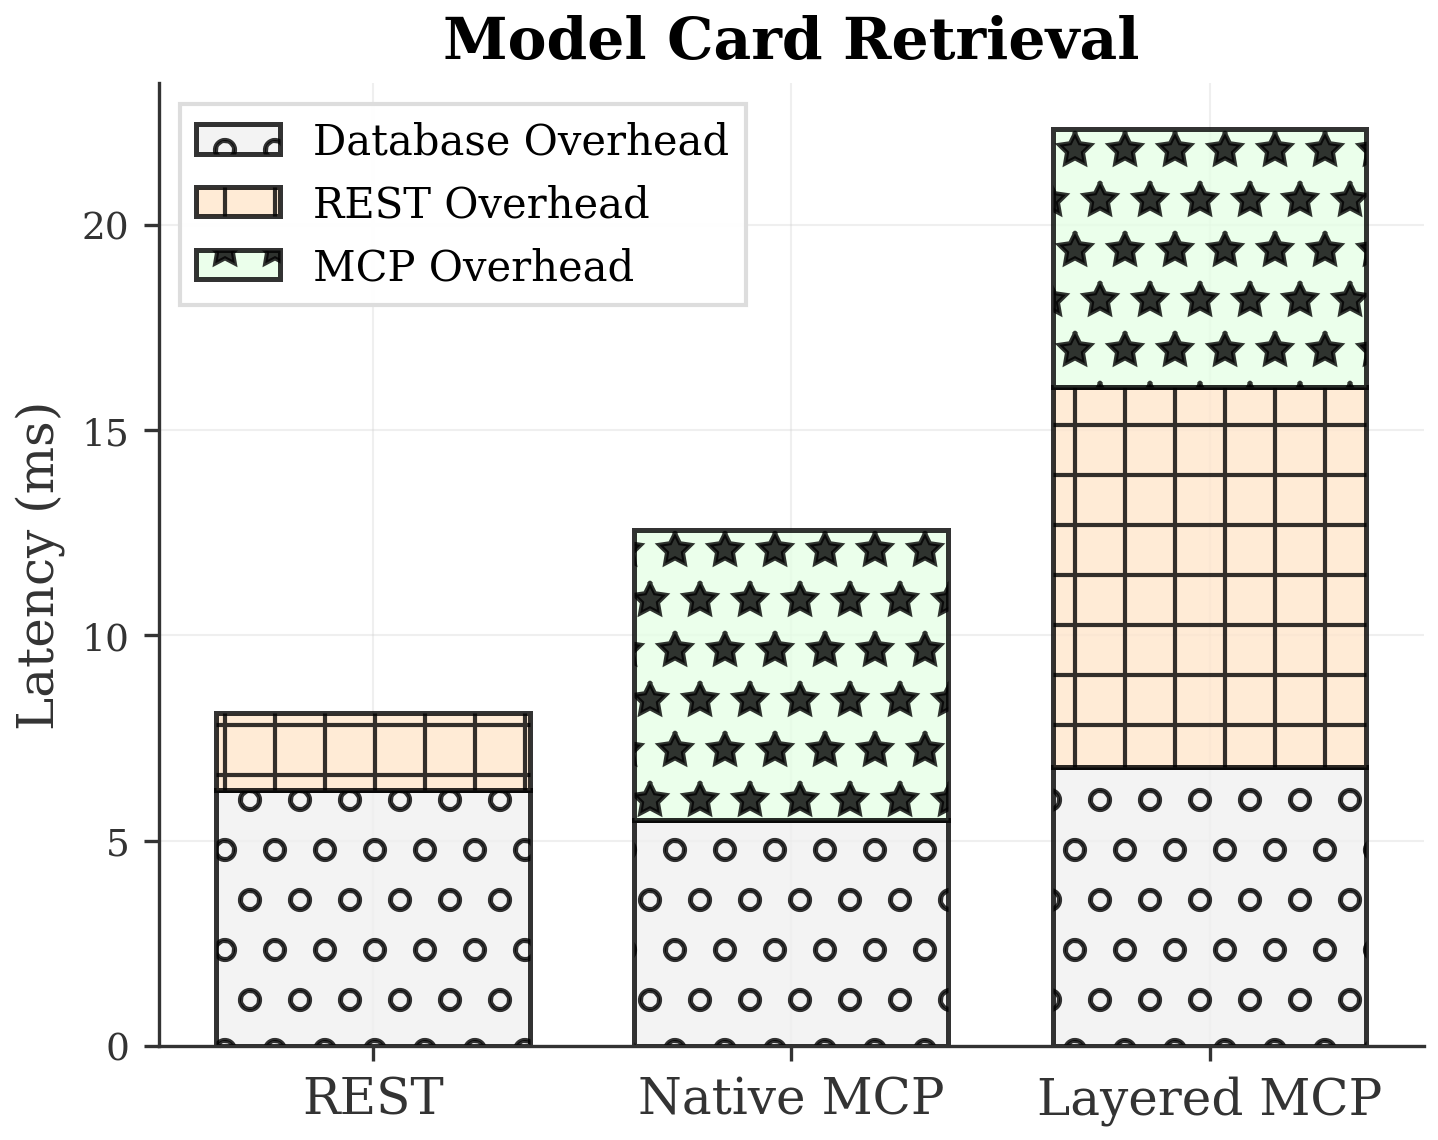 Model Card Retrieval
Database Overhead
REST Overhead
MCP Overhead
Latency (ms)
20
15
10
5
0
REST
Native MCP
Layered MCP